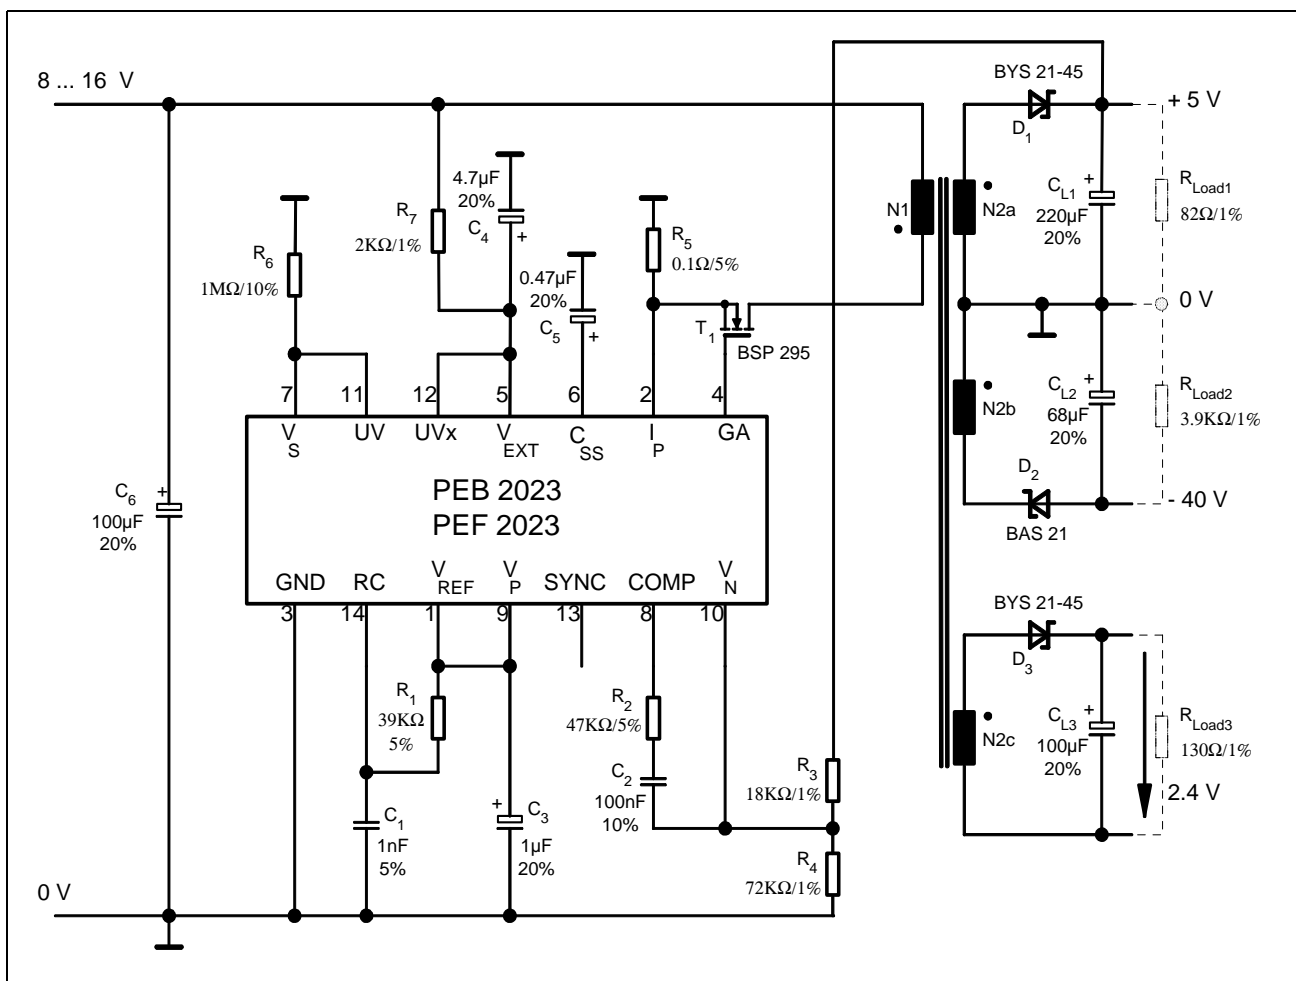 8 ... 16 V
BYS 21-45
D1
+ 5 V
4.7µF
20%
C4
R7
2KΩ/1%
R6
1MΩ/10%
0.47µF
20%
C5
R5
0.1Ω/5%
N1
N2a
CL1
220µF
20%
RLoad1
82Ω/1%
0 V
T1
BSP 295
N2b
CL2
68µF
20%
RLoad2
3.9KΩ/1%
D2
BAS 21
- 40 V
7 11 12 5 6 2 4
VS UV UVx VEXT CSS IP GA
PEB 2023
PEF 2023
C6
100µF
20%
GND RC VREF VP SYNC COMP VN
3 14 1 9 13 8 10
BYS 21-45
D3
R1
39KΩ
5%
R2
47KΩ/5%
N2c
CL3
100µF
20%
RLoad3
130Ω/1%
2.4 V
C2
100nF
10%
R3
18KΩ/1%
C1
1nF
5%
C3
1µF
20%
R4
72KΩ/1%
0 V